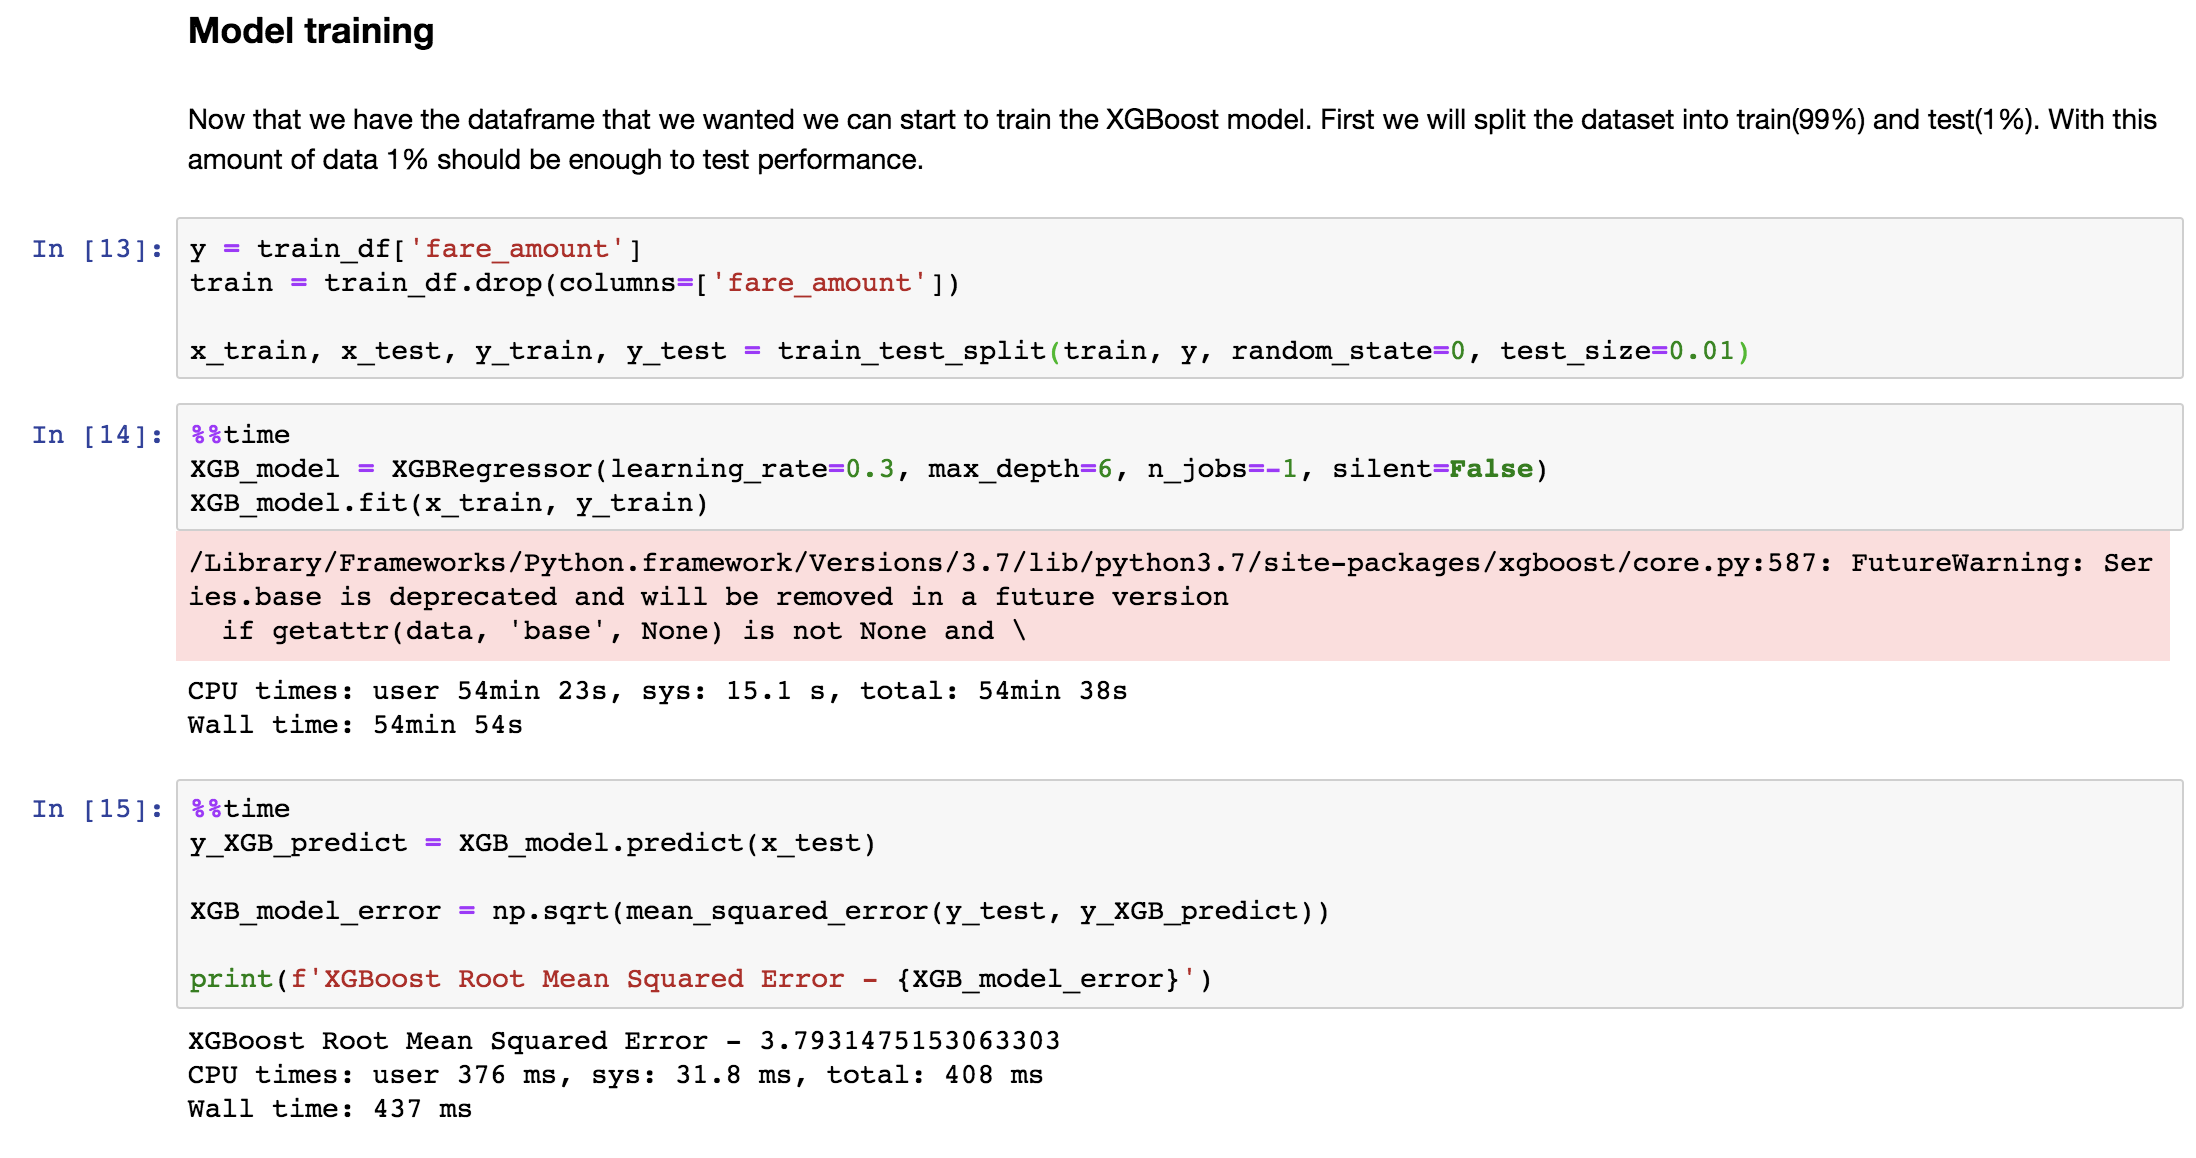 Model training
Now that we have the dataframe that we wanted we can start to train the XGBoost model. First we will split the dataset into train(99%) and test(1%). With this
amount of data 1% should be enough to test performance.
In [13]:
y = train_df['fare_amount']
train = train_df.drop(columns=['fare_amount'])
x_train, x_test, y_train, y_test = train_test_split(train, y, random_state=0, test_size=0.01)
In [14]:
%%time
XGB_model = XGBRegressor(learning_rate=0.3, max_depth=6, n_jobs=-1, silent=False)
XGB_model.fit(x_train, y_train)
/Library/Frameworks/Python.framework/Versions/3.7/lib/python3.7/site-packages/xgboost/core.py:587: FutureWarning: Ser
ies.base is deprecated and will be removed in a future version
  if getattr(data, 'base', None) is not None and \
CPU times: user 54min 23s, sys: 15.1 s, total: 54min 38s
Wall time: 54min 54s
In [15]:
%%time
y_XGB_predict = XGB_model.predict(x_test)
XGB_model_error = np.sqrt(mean_squared_error(y_test, y_XGB_predict))
print(f'XGBoost Root Mean Squared Error - {XGB_model_error}')
XGBoost Root Mean Squared Error - 3.7931475153063303
CPU times: user 376 ms, sys: 31.8 ms, total: 408 ms
Wall time: 437 ms